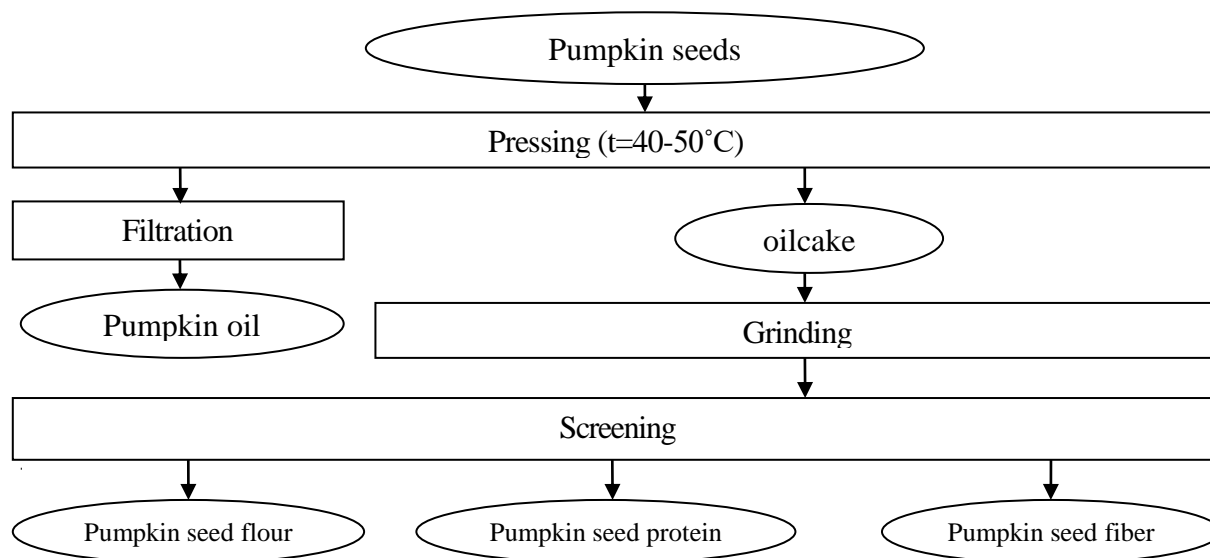 Pumpkin seeds
Pressing (t=40-50˚C)
Filtration
oilcake
Pumpkin oil
Grinding
Screening
Pumpkin seed flour
Pumpkin seed protein
Pumpkin seed fiber